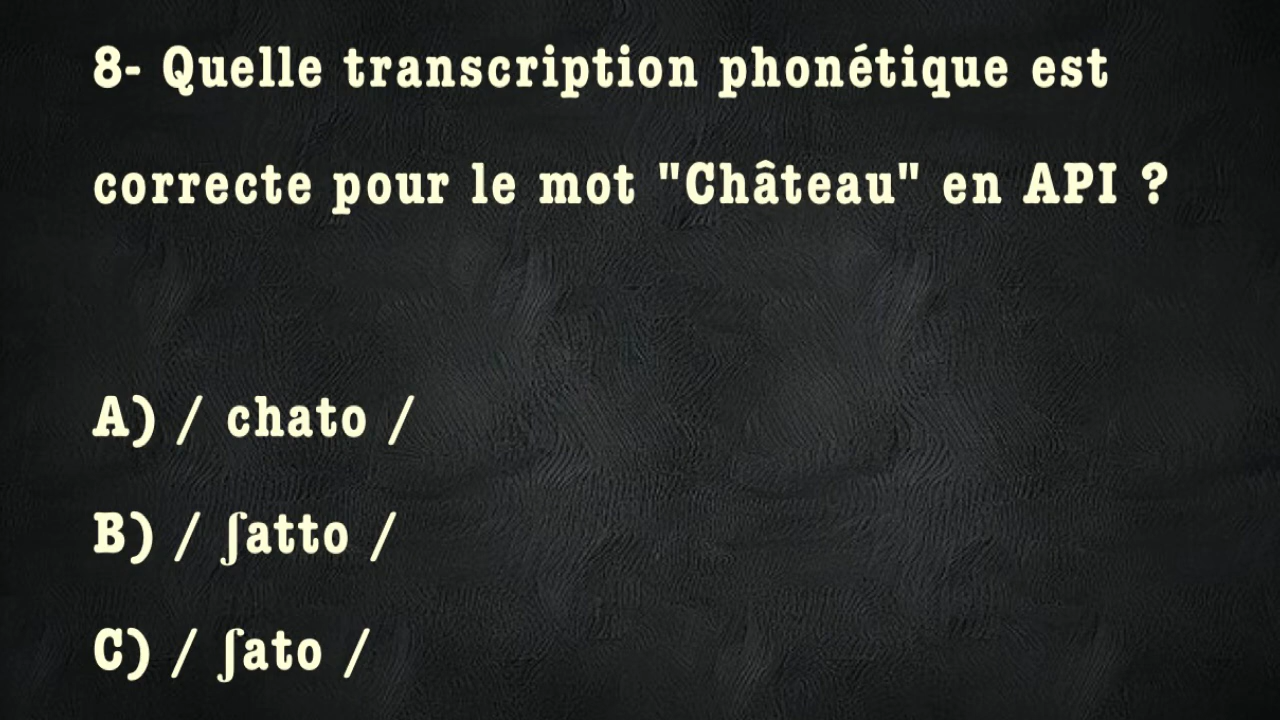 8- Quelle transcription phonétique est
correcte pour le mot "Château" en API ?
A) / chato /
B) / ʃatto /
C) / ʃato /